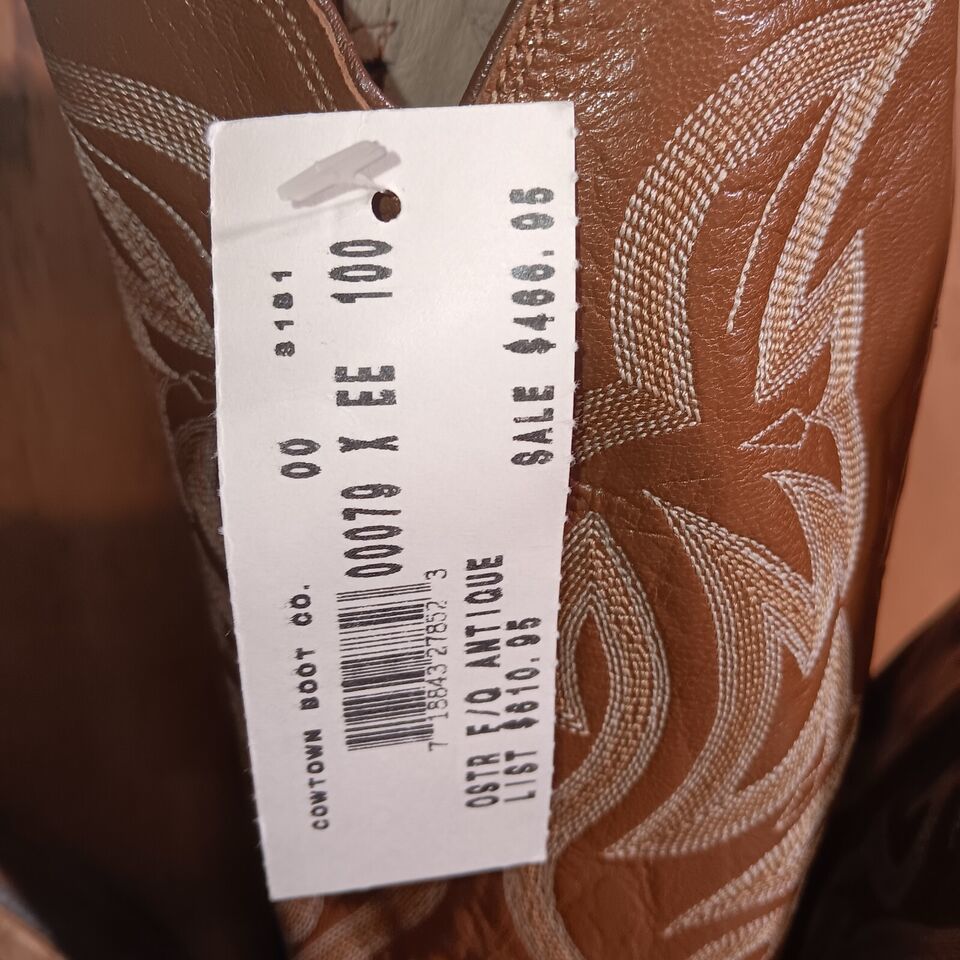 COWTOWN BOOT CO. 00 8181
00079 X EE 100
7 18843 27852 3
OSTR F/Q ANTIQUE
LIST $610.95 SALE $466.95